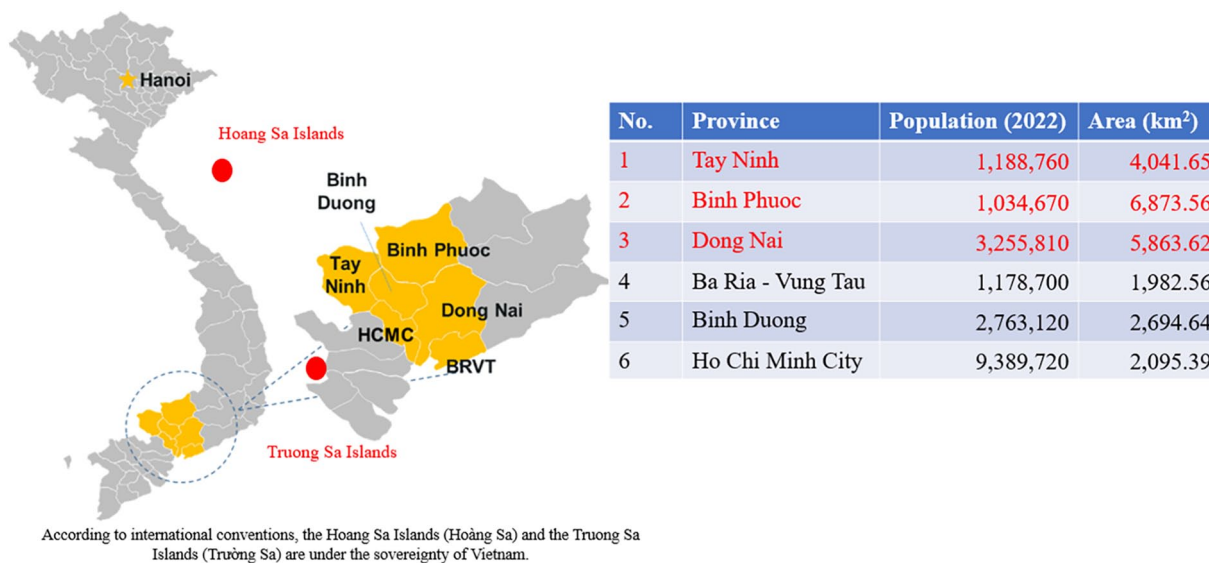 Hanoi
Hoang Sa Islands
Binh
Duong
Binh Phuoc
Tay
Ninh
Dong Nai
HCMC
BRVT
Truong Sa Islands
According to international conventions, the Hoang Sa Islands (Hoàng Sa) and the Truong Sa
Islands (Trường Sa) are under the sovereignty of Vietnam.
No. Province Population (2022) Area (km²)
1 Tay Ninh 1,188,760 4,041.65
2 Binh Phuoc 1,034,670 6,873.56
3 Dong Nai 3,255,810 5,863.62
4 Ba Ria - Vung Tau 1,178,700 1,982.56
5 Binh Duong 2,763,120 2,694.64
6 Ho Chi Minh City 9,389,720 2,095.39